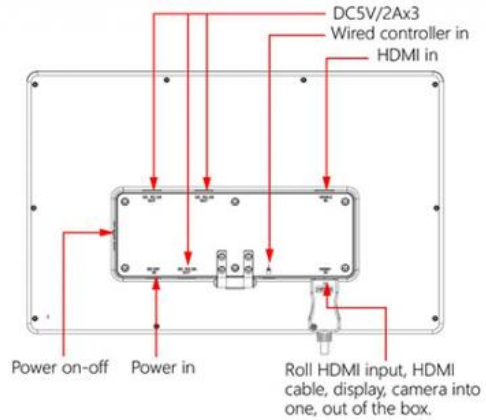 DC5V/2Ax3
Wired controller in
HDMI in
Power on-off
Power in
Roll HDMI input, HDMI
cable, display, camera into
one, out of the box.